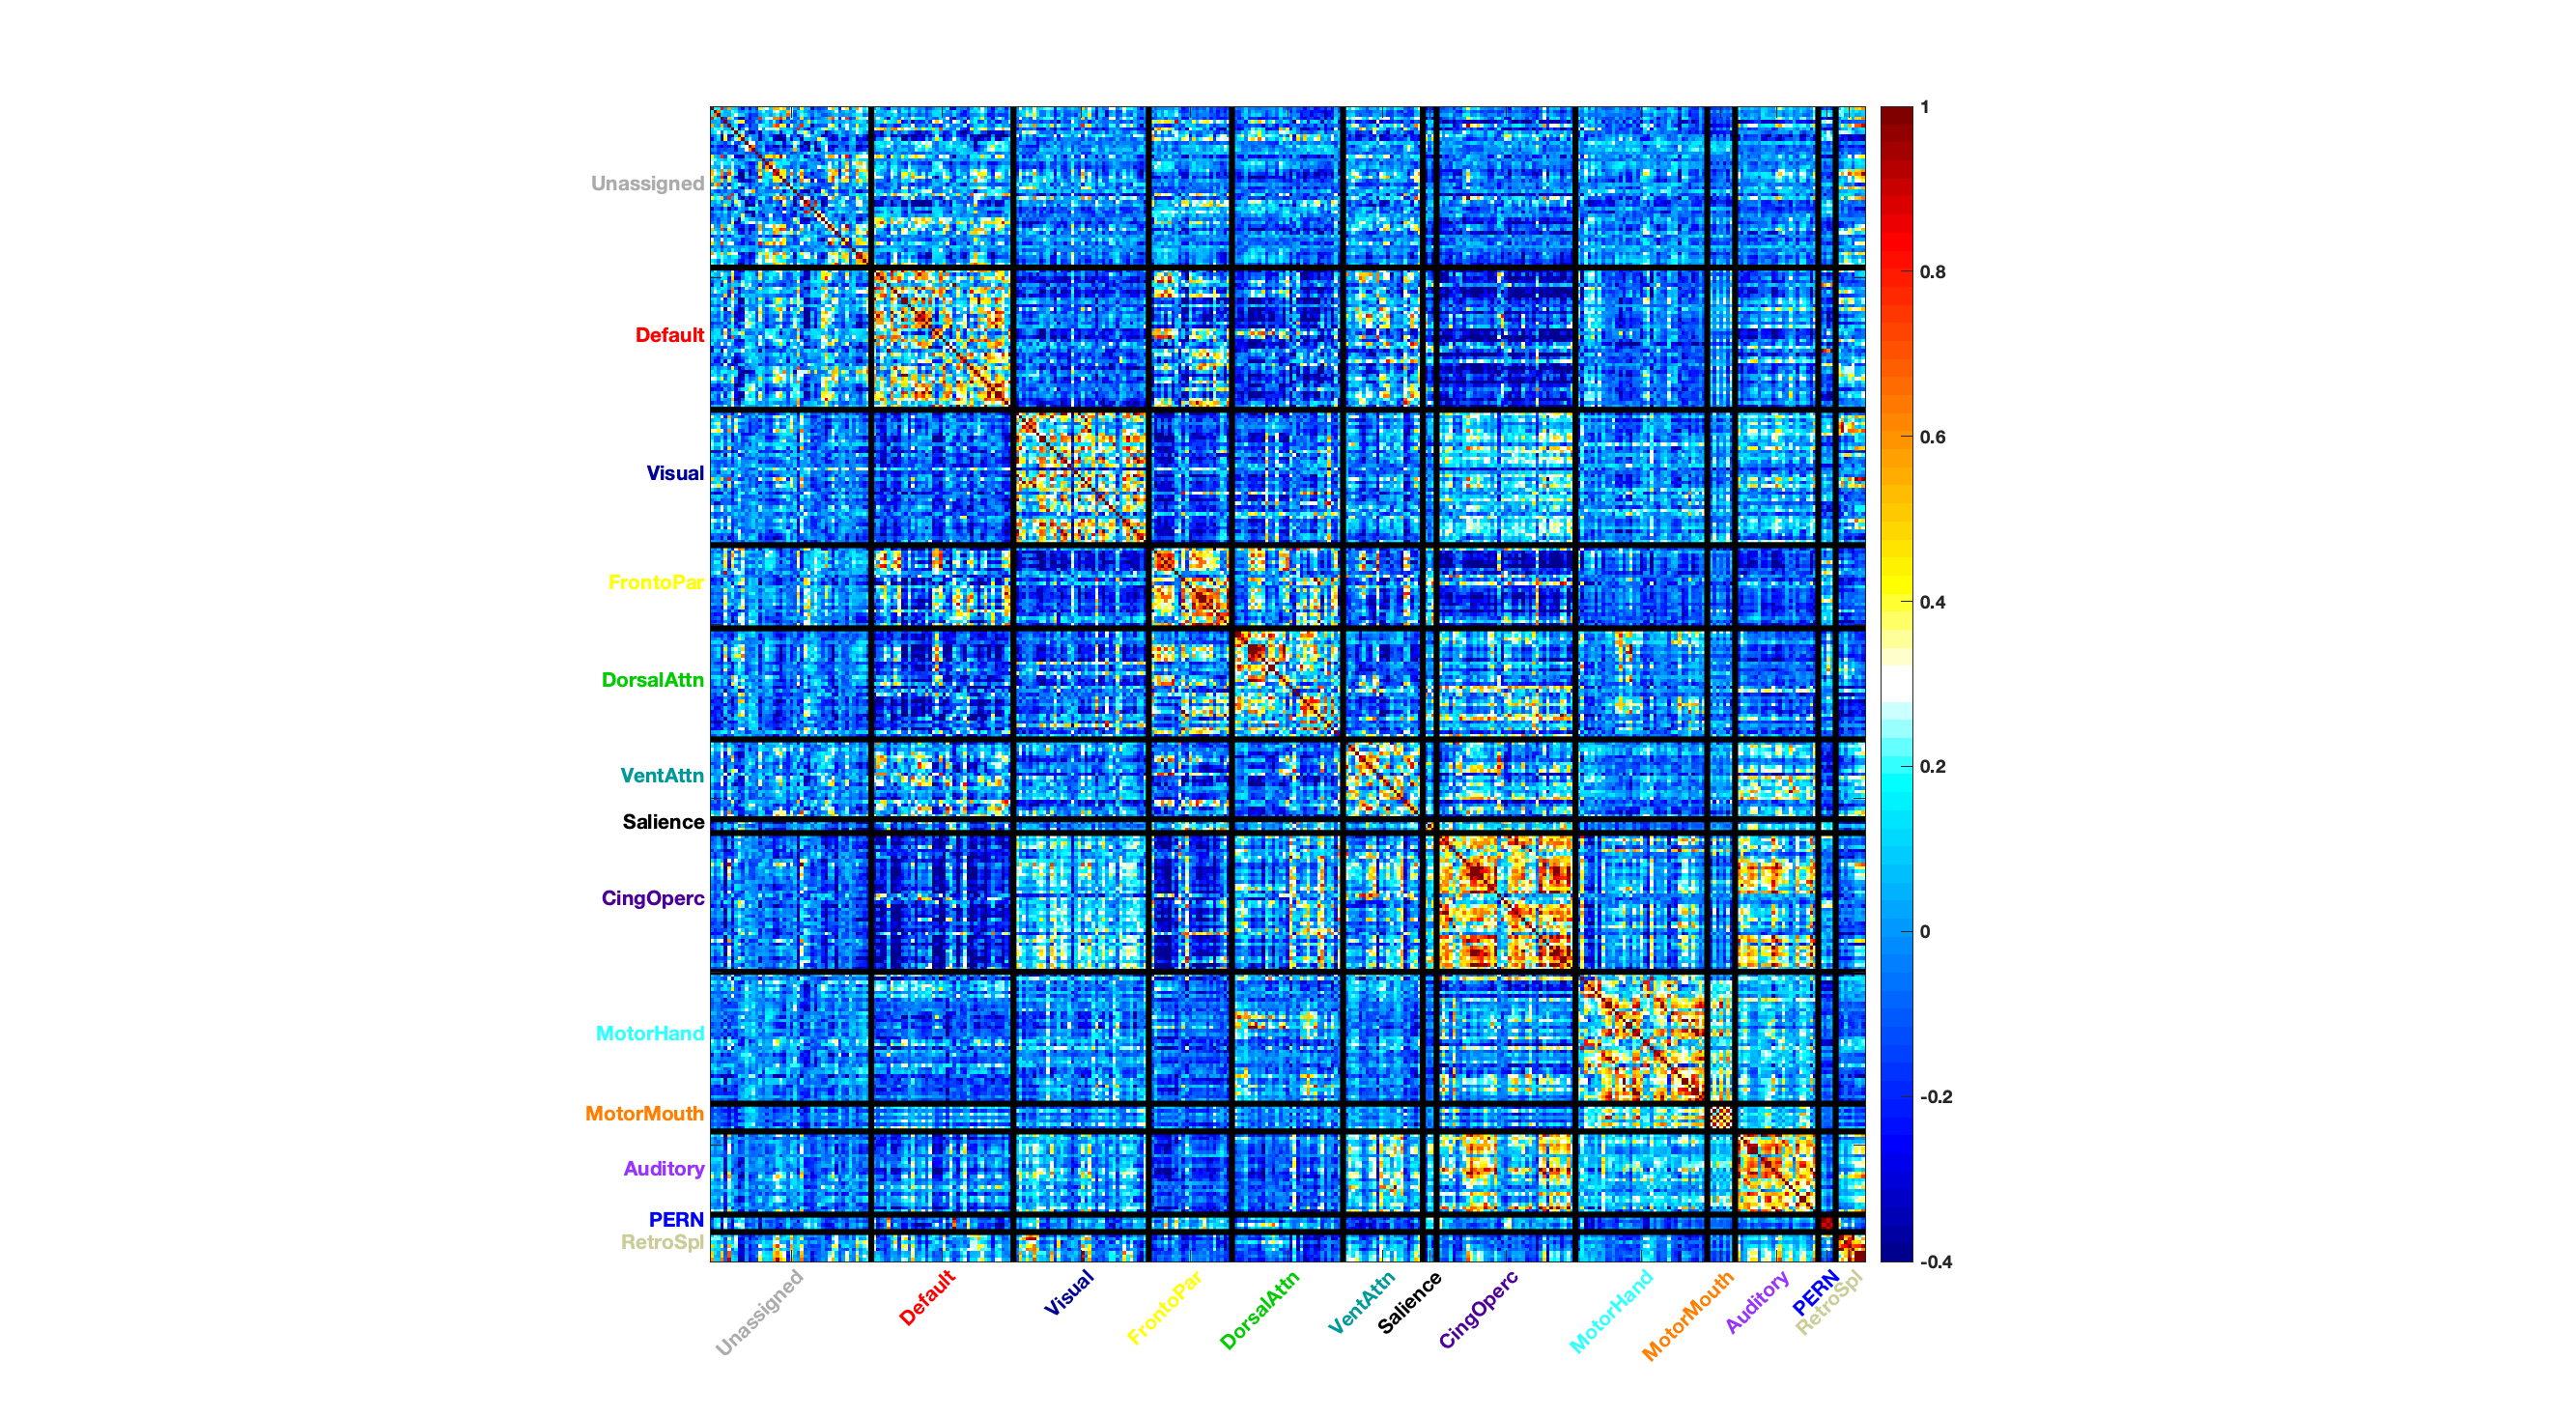 Unassigned
Default
Visual
FrontoPar
DorsalAttn
VentAttn
Salience
CingOperc
MotorHand
MotorMouth
Auditory
PERN
RetroSpl
Unassigned
Default
Visual
FrontoPar
DorsalAttn
VentAttn
Salience
CingOperc
MotorHand
MotorMouth
Auditory
PERN
RetroSpl
1
0.8
0.6
0.4
0.2
0
-0.2
-0.4